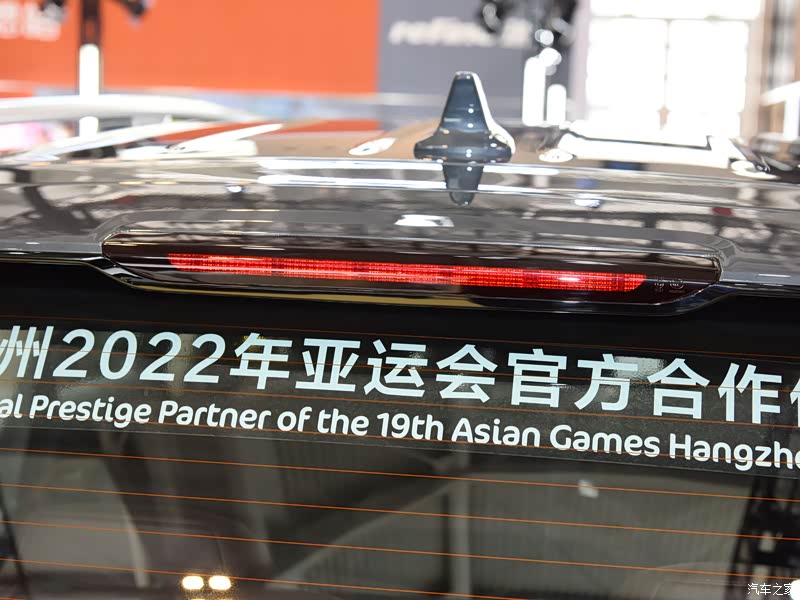 州2022年亚运会官方合作
al Prestige Partner of the 19th Asian Games Hangzho
汽车之家